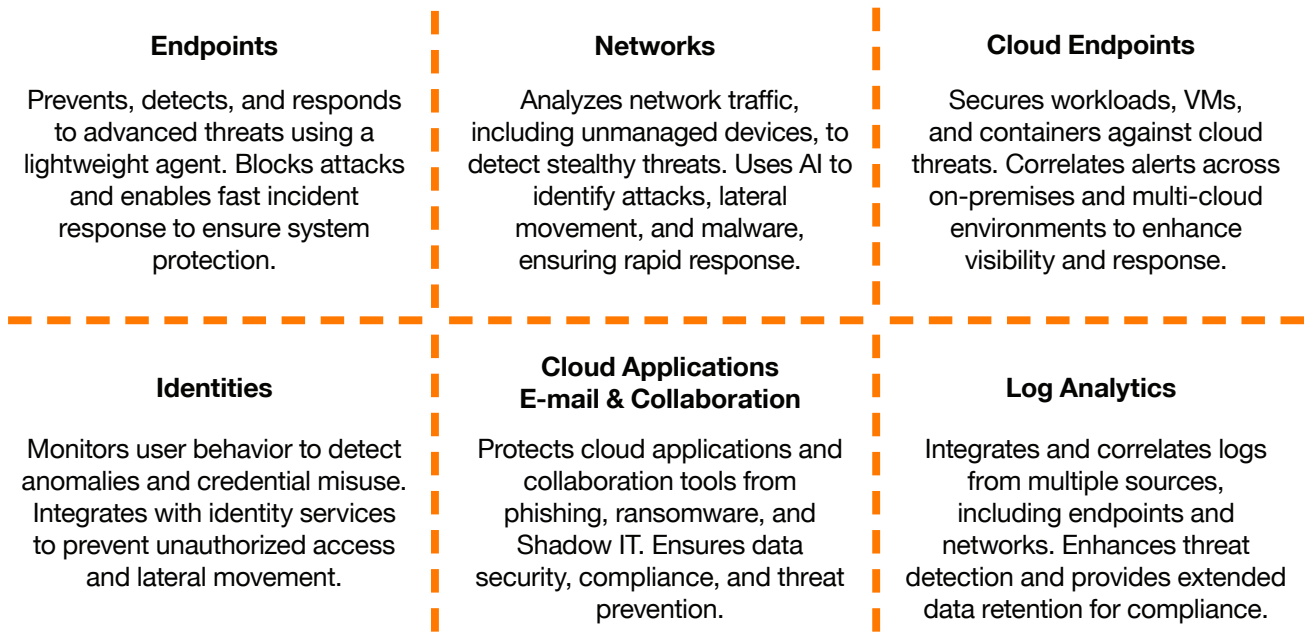 Endpoints
Prevents, detects, and responds
to advanced threats using a
lightweight agent. Blocks attacks
and enables fast incident
response to ensure system
protection.
Networks
Analyzes network traffic,
including unmanaged devices, to
detect stealthy threats. Uses AI to
identify attacks, lateral
movement, and malware,
ensuring rapid response.
Cloud Endpoints
Secures workloads, VMs,
and containers against cloud
threats. Correlates alerts across
on-premises and multi-cloud
environments to enhance
visibility and response.
Identities
Monitors user behavior to detect
anomalies and credential misuse.
Integrates with identity services
to prevent unauthorized access
and lateral movement.
Cloud Applications
E-mail & Collaboration
Protects cloud applications and
collaboration tools from
phishing, ransomware, and
Shadow IT. Ensures data
security, compliance, and threat
prevention.
Log Analytics
Integrates and correlates logs
from multiple sources,
including endpoints and
networks. Enhances threat
detection and provides extended
data retention for compliance.